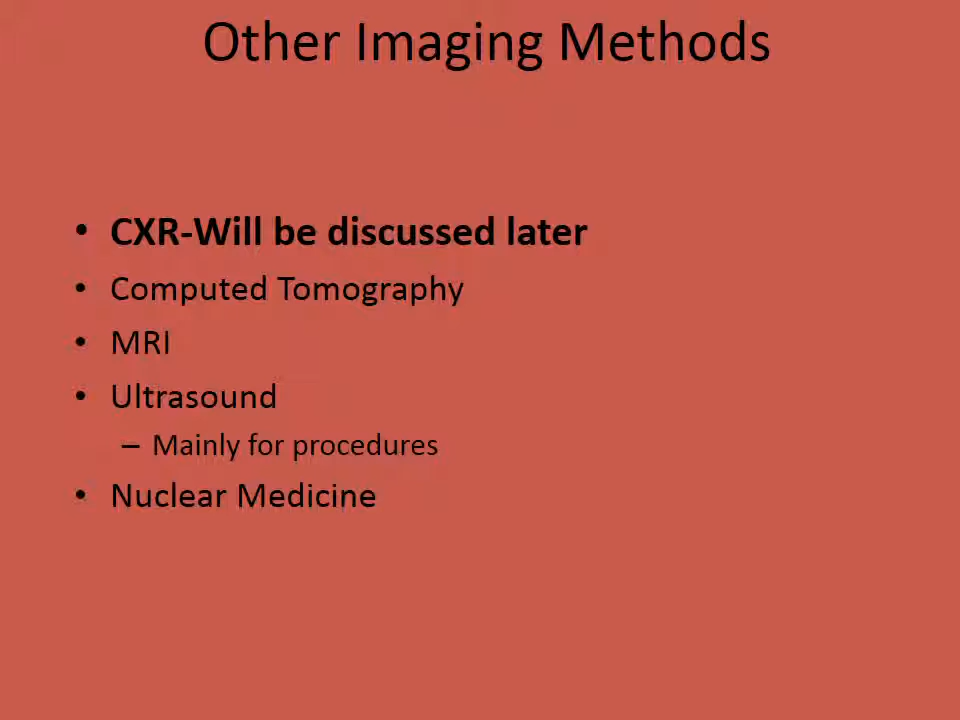 Other Imaging Methods
• CXR-Will be discussed later
• Computed Tomography
• MRI
• Ultrasound
– Mainly for procedures
• Nuclear Medicine